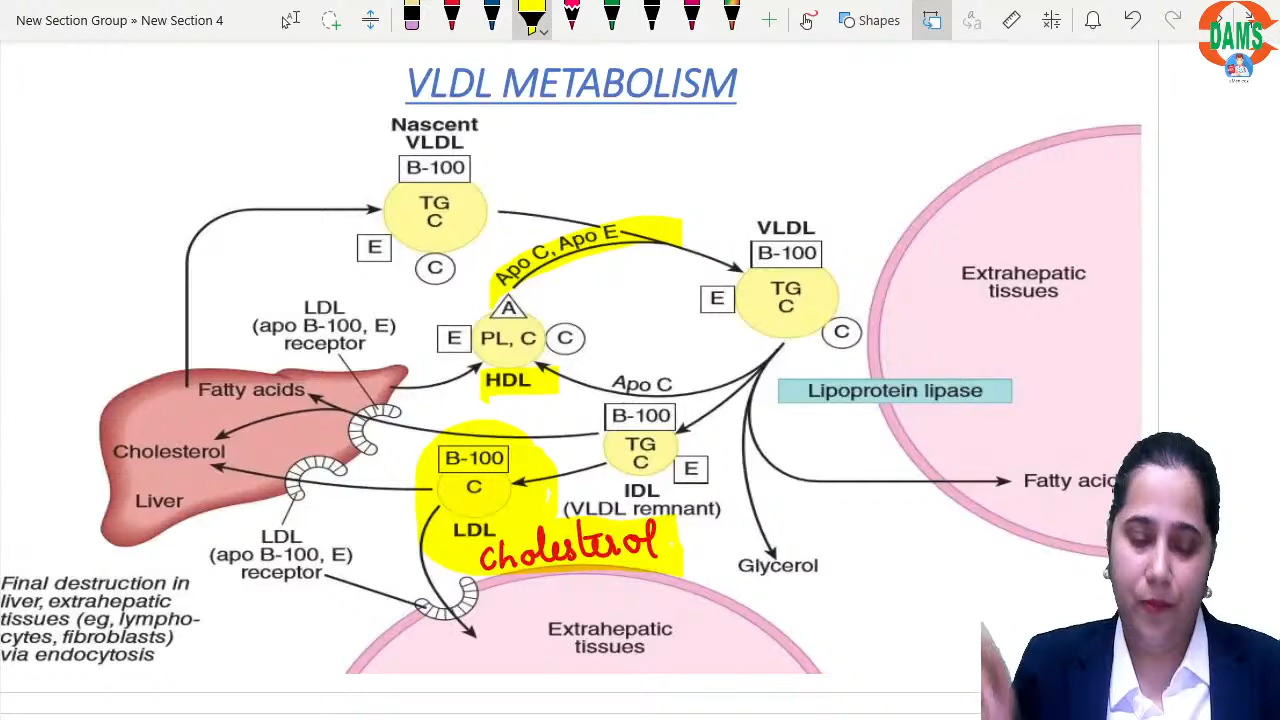 New Section Group » New Section 4
Shapes
DAMS
VLDL METABOLISM
Nascent
VLDL
B-100
TG
C
E
C
Apo C, Apo E
VLDL
B-100
TG
C
E
C
Extrahepatic
tissues
LDL
(apo B-100, E)
receptor
A
E
PL, C
C
HDL
Apo C
Lipoprotein lipase
Fatty acids
Cholesterol
Liver
B-100
TG
C
E
IDL
(VLDL remnant)
B-100
C
LDL
cholesterol
Fatty acid
Glycerol
LDL
(apo B-100, E)
receptor
Final destruction in
liver, extrahepatic
tissues (eg, lympho-
cytes, fibroblasts)
via endocytosis
Extrahepatic
tissues